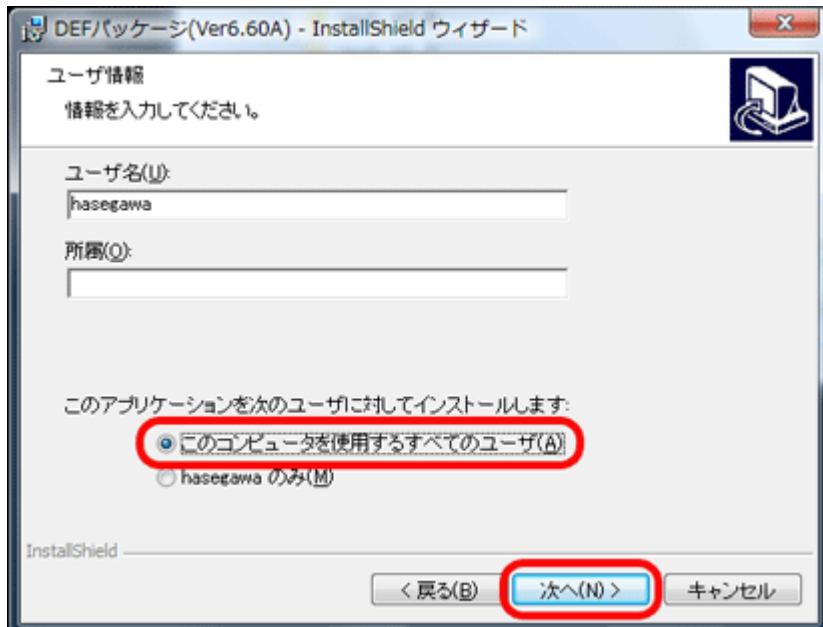 DEFパッケージ(Ver6.60A) - InstallShield ウィザード
ユーザ情報
情報を入力してください。
ユーザ名(U):
hasegawa
所属(O):
このアプリケーションを次のユーザに対してインストールします:
このコンピュータを使用するすべてのユーザ(A)
hasegawa のみ(M)
InstallShield
< 戻る(B) 次へ(N) > キャンセル